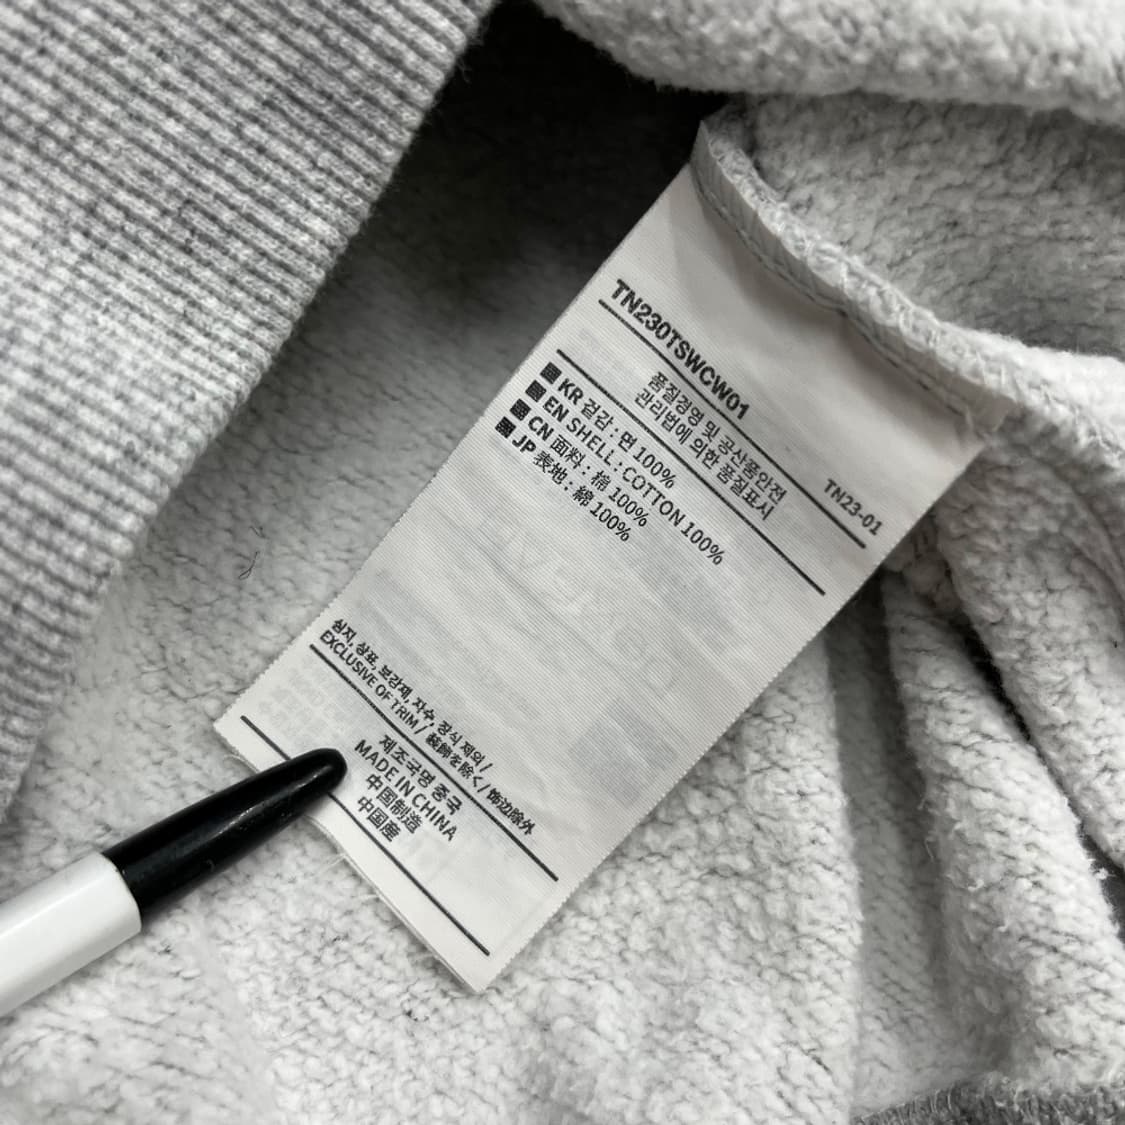 TN230TSWCW01
TN23-01
품질경영 및 공산품안전
관리법에 의한 품질표시
KR 겉감 : 면 100%
EN SHELL : COTTON 100%
CN 面料 : 棉 100%
JP 表地 : 綿 100%
심지, 상표, 보강재, 자수, 장식 제외 /
EXCLUSIVE OF TRIM / 装飾を除く / 饰边除外
제조국명 중국
MADE IN CHINA
中国制造
中国産